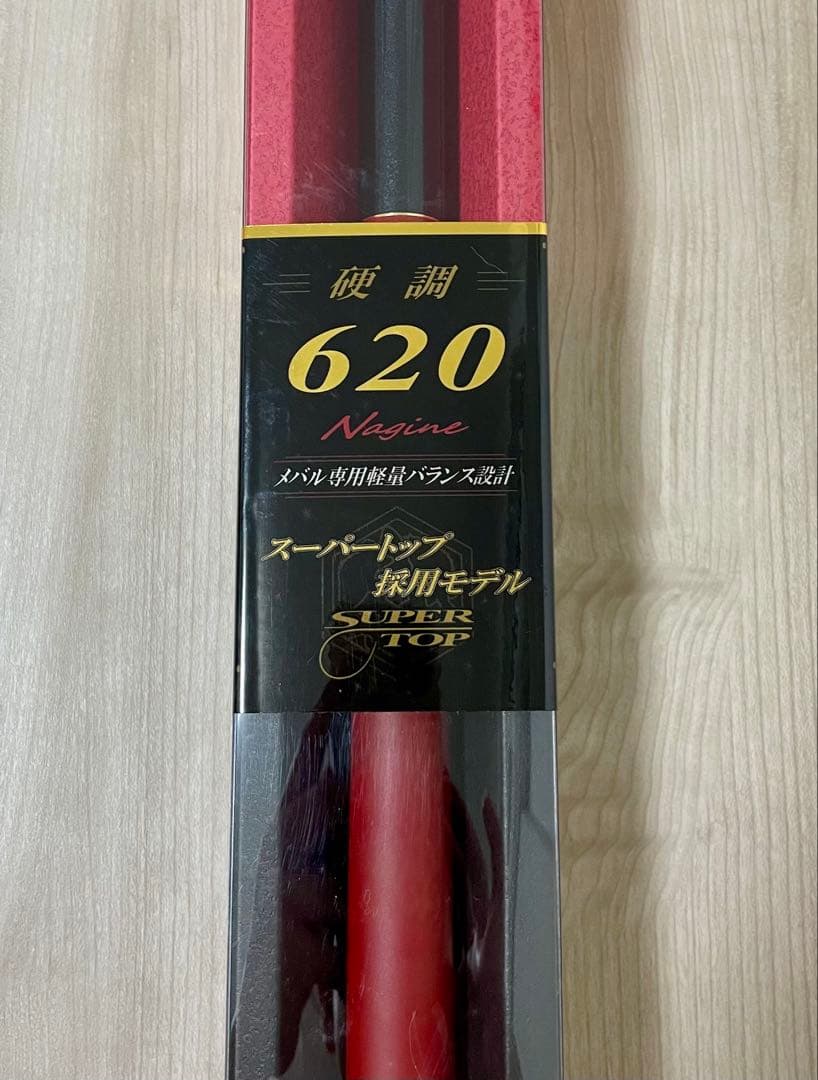 硬調
620
Nagine
メバル専用軽量バランス設計
スーパートップ
採用モデル
SUPER
TOP